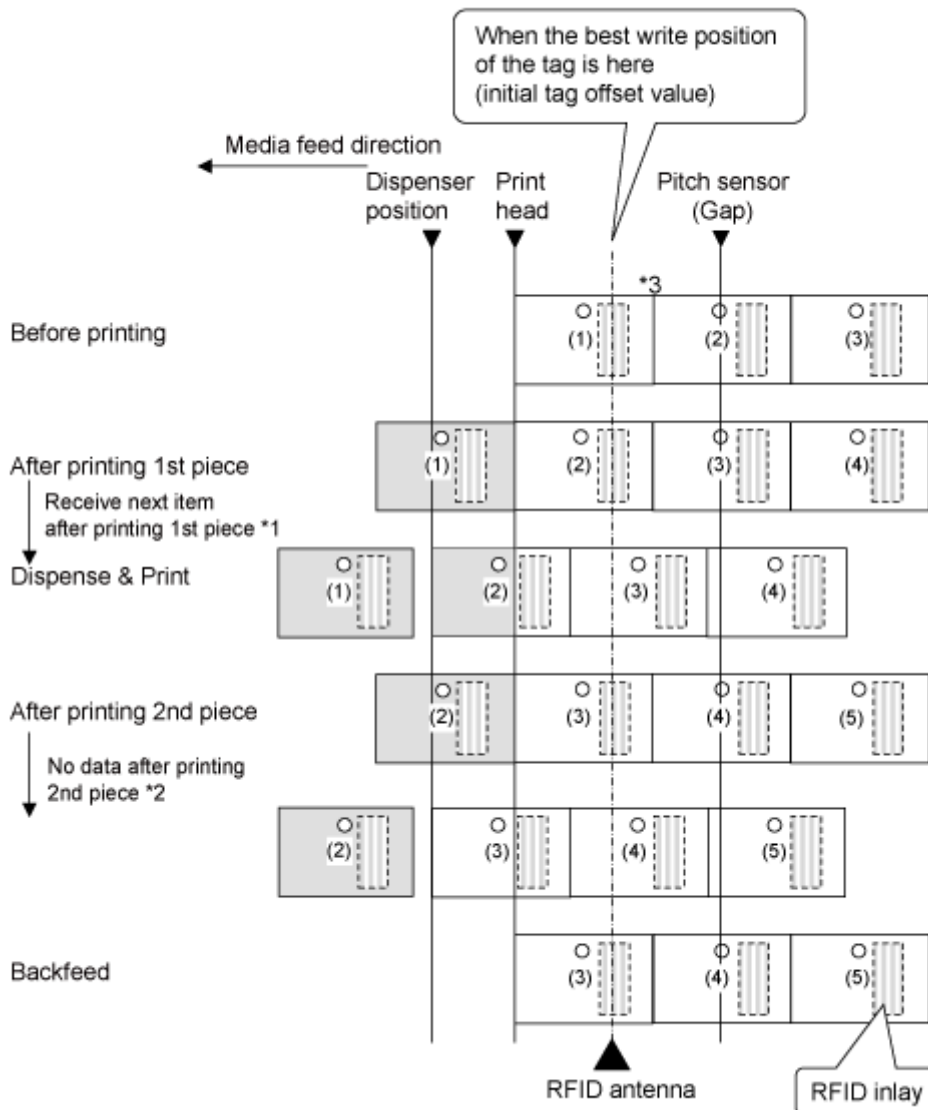 When the best write position
of the tag is here
(initial tag offset value)
Media feed direction
Dispenser
position
Print
head
Pitch sensor
(Gap)
*3
Before printing
(1)
(2)
(3)
After printing 1st piece
(1)
(2)
(3)
(4)
Receive next item
after printing 1st piece *1
Dispense & Print
(1)
(2)
(3)
(4)
After printing 2nd piece
(2)
(3)
(4)
(5)
No data after printing
2nd piece *2
(2)
(3)
(4)
(5)
Backfeed
(3)
(4)
(5)
RFID antenna
RFID inlay